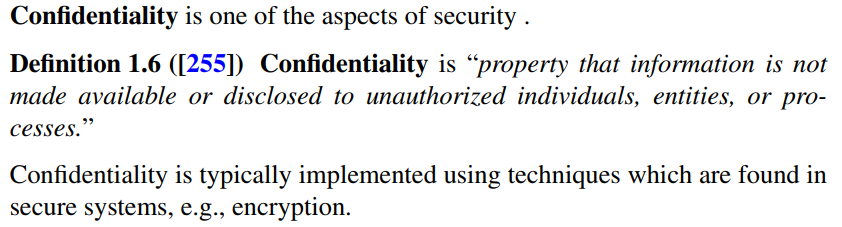 Confidentiality is one of the aspects of security .
Definition 1.6 ([255]) Confidentiality is “property that information is not
made available or disclosed to unauthorized individuals, entities, or pro-
cesses.”
Confidentiality is typically implemented using techniques which are found in
secure systems, e.g., encryption.